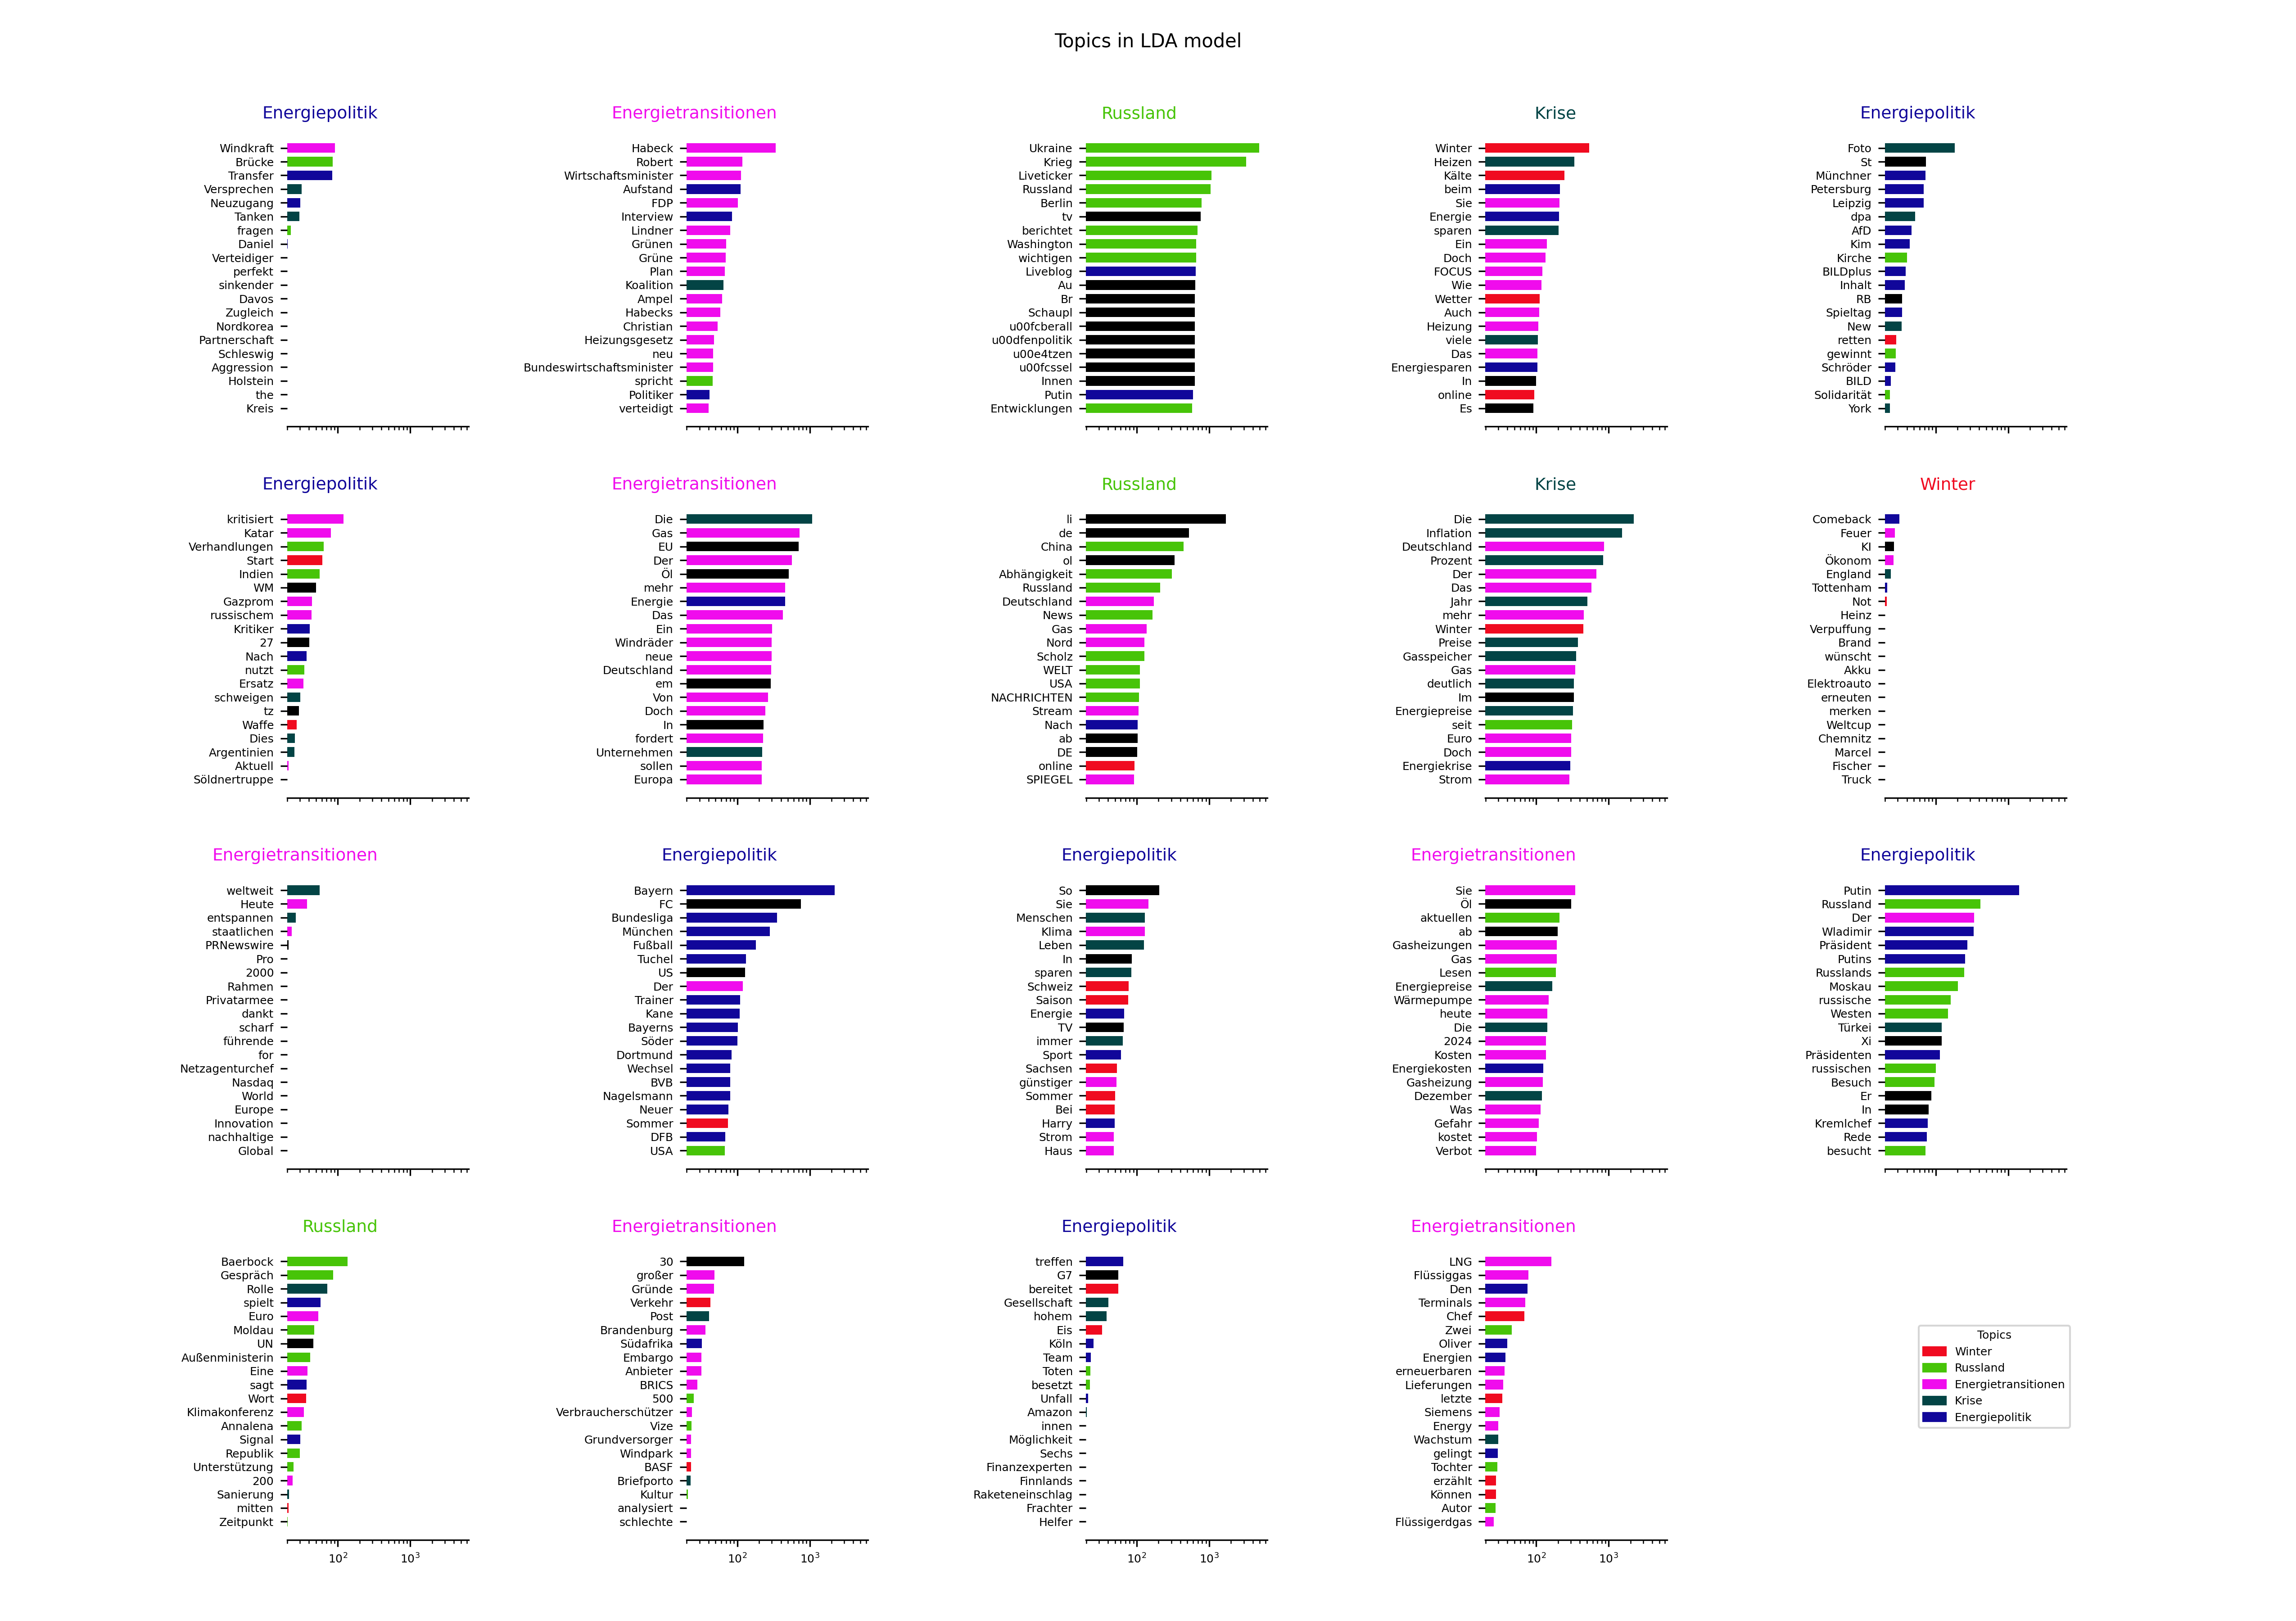 Topics in LDA model
Energiepolitik
Windkraft
Brücke
Transfer
Versprechen
Neuzugang
Tanken
fragen
Daniel
Verteidiger
perfekt
sinkender
Davos
Zugleich
Nordkorea
Partnerschaft
Schleswig
Aggression
Holstein
the
Kreis
Energietransitionen
Habeck
Robert
Wirtschaftsminister
Aufstand
FDP
Interview
Lindner
Grünen
Grüne
Plan
Koalition
Ampel
Habecks
Christian
Heizungsgesetz
neu
Bundeswirtschaftsminister
spricht
Politiker
verteidigt
Russland
Ukraine
Krieg
Liveticker
Russland
Berlin
tv
berichtet
Washington
wichtigen
Liveblog
Au
Br
Schaupl
u00fcberall
u00dfenpolitik
u00e4tzen
u00fcssel
Innen
Putin
Entwicklungen
Krise
Winter
Heizen
Kälte
beim
Sie
Energie
sparen
Ein
Doch
FOCUS
Wie
Wetter
Auch
Heizung
viele
Das
Energiesparen
In
online
Es
Energiepolitik
Foto
St
Münchner
Petersburg
Leipzig
dpa
AfD
Kim
Kirche
BILDplus
Inhalt
RB
Spieltag
New
retten
gewinnt
Schröder
BILD
Solidarität
York
Energiepolitik
kritisiert
Katar
Verhandlungen
Start
Indien
WM
Gazprom
russischem
Kritiker
27
Nach
nutzt
Ersatz
schweigen
tz
Waffe
Dies
Argentinien
Aktuell
Söldnertruppe
Energietransitionen
Die
Gas
EU
Der
Öl
mehr
Energie
Das
Ein
Windräder
neue
Deutschland
em
Von
Doch
In
fordert
Unternehmen
sollen
Europa
Russland
li
de
China
ol
Abhängigkeit
Russland
Deutschland
News
Gas
Nord
Scholz
WELT
USA
NACHRICHTEN
Stream
Nach
ab
DE
online
SPIEGEL
Krise
Die
Inflation
Deutschland
Prozent
Der
Das
Jahr
mehr
Winter
Preise
Gasspeicher
Gas
deutlich
Im
Energiepreise
seit
Euro
Doch
Energiekrise
Strom
Winter
Comeback
Feuer
KI
Ökonom
England
Tottenham
Not
Heinz
Verpuffung
Brand
wünscht
Akku
Elektroauto
erneuten
merken
Weltcup
Chemnitz
Marcel
Fischer
Truck
Energietransitionen
weltweit
Heute
entspannen
staatlichen
PRNewswire
Pro
2000
Rahmen
Privatarmee
dankt
scharf
führende
for
Netzagenturchef
Nasdaq
World
Europe
Innovation
nachhaltige
Global
Energiepolitik
Bayern
FC
Bundesliga
München
Fußball
Tuchel
US
Der
Trainer
Kane
Bayerns
Söder
Dortmund
Wechsel
BVB
Nagelsmann
Neuer
Sommer
DFB
USA
Energiepolitik
So
Sie
Menschen
Klima
Leben
In
sparen
Schweiz
Saison
Energie
TV
immer
Sport
Sachsen
günstiger
Sommer
Bei
Harry
Strom
Haus
Energietransitionen
Sie
Öl
aktuellen
ab
Gasheizungen
Gas
Lesen
Energiepreise
Wärmepumpe
heute
Die
2024
Kosten
Energiekosten
Gasheizung
Dezember
Was
Gefahr
kostet
Verbot
Energiepolitik
Putin
Russland
Der
Wladimir
Präsident
Putins
Russlands
Moskau
russische
Westen
Türkei
Xi
Präsidenten
russischen
Besuch
Er
In
Kremlchef
Rede
besucht
Russland
Baerbock
Gespräch
Rolle
spielt
Euro
Moldau
UN
Außenministerin
Eine
sagt
Wort
Klimakonferenz
Annalena
Signal
Republik
Unterstützung
200
Sanierung
mitten
Zeitpunkt
10² 10³
Energietransitionen
30
großer
Gründe
Verkehr
Post
Brandenburg
Südafrika
Embargo
Anbieter
BRICS
500
Verbraucherschützer
Vize
Grundversorger
Windpark
BASF
Briefporto
Kultur
analysiert
schlechte
10² 10³
Energiepolitik
treffen
G7
bereitet
Gesellschaft
hohem
Eis
Köln
Team
Toten
besetzt
Unfall
Amazon
innen
Möglichkeit
Sechs
Finanzexperten
Finnlands
Raketeneinschlag
Frachter
Helfer
10² 10³
Energietransitionen
LNG
Flüssiggas
Den
Terminals
Chef
Zwei
Oliver
Energien
erneuerbaren
Lieferungen
letzte
Siemens
Energy
Wachstum
gelingt
Tochter
erzählt
Können
Autor
Flüssigerdgas
10² 10³
Topics
Winter
Russland
Energietransitionen
Krise
Energiepolitik